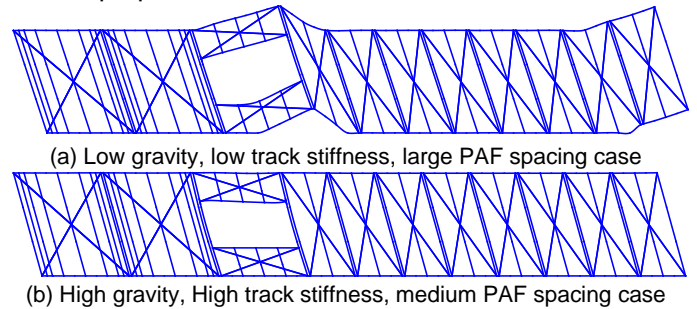 (a) Low gravity, low track stiffness, large PAF spacing case
(b) High gravity, High track stiffness, medium PAF spacing case